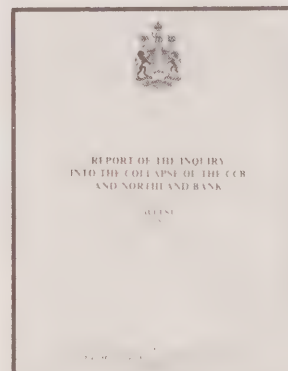 REPORT OF THE INQUIRY
INTO THE COLLAPSE OF THE CCB
AND NORTHLAND BANK